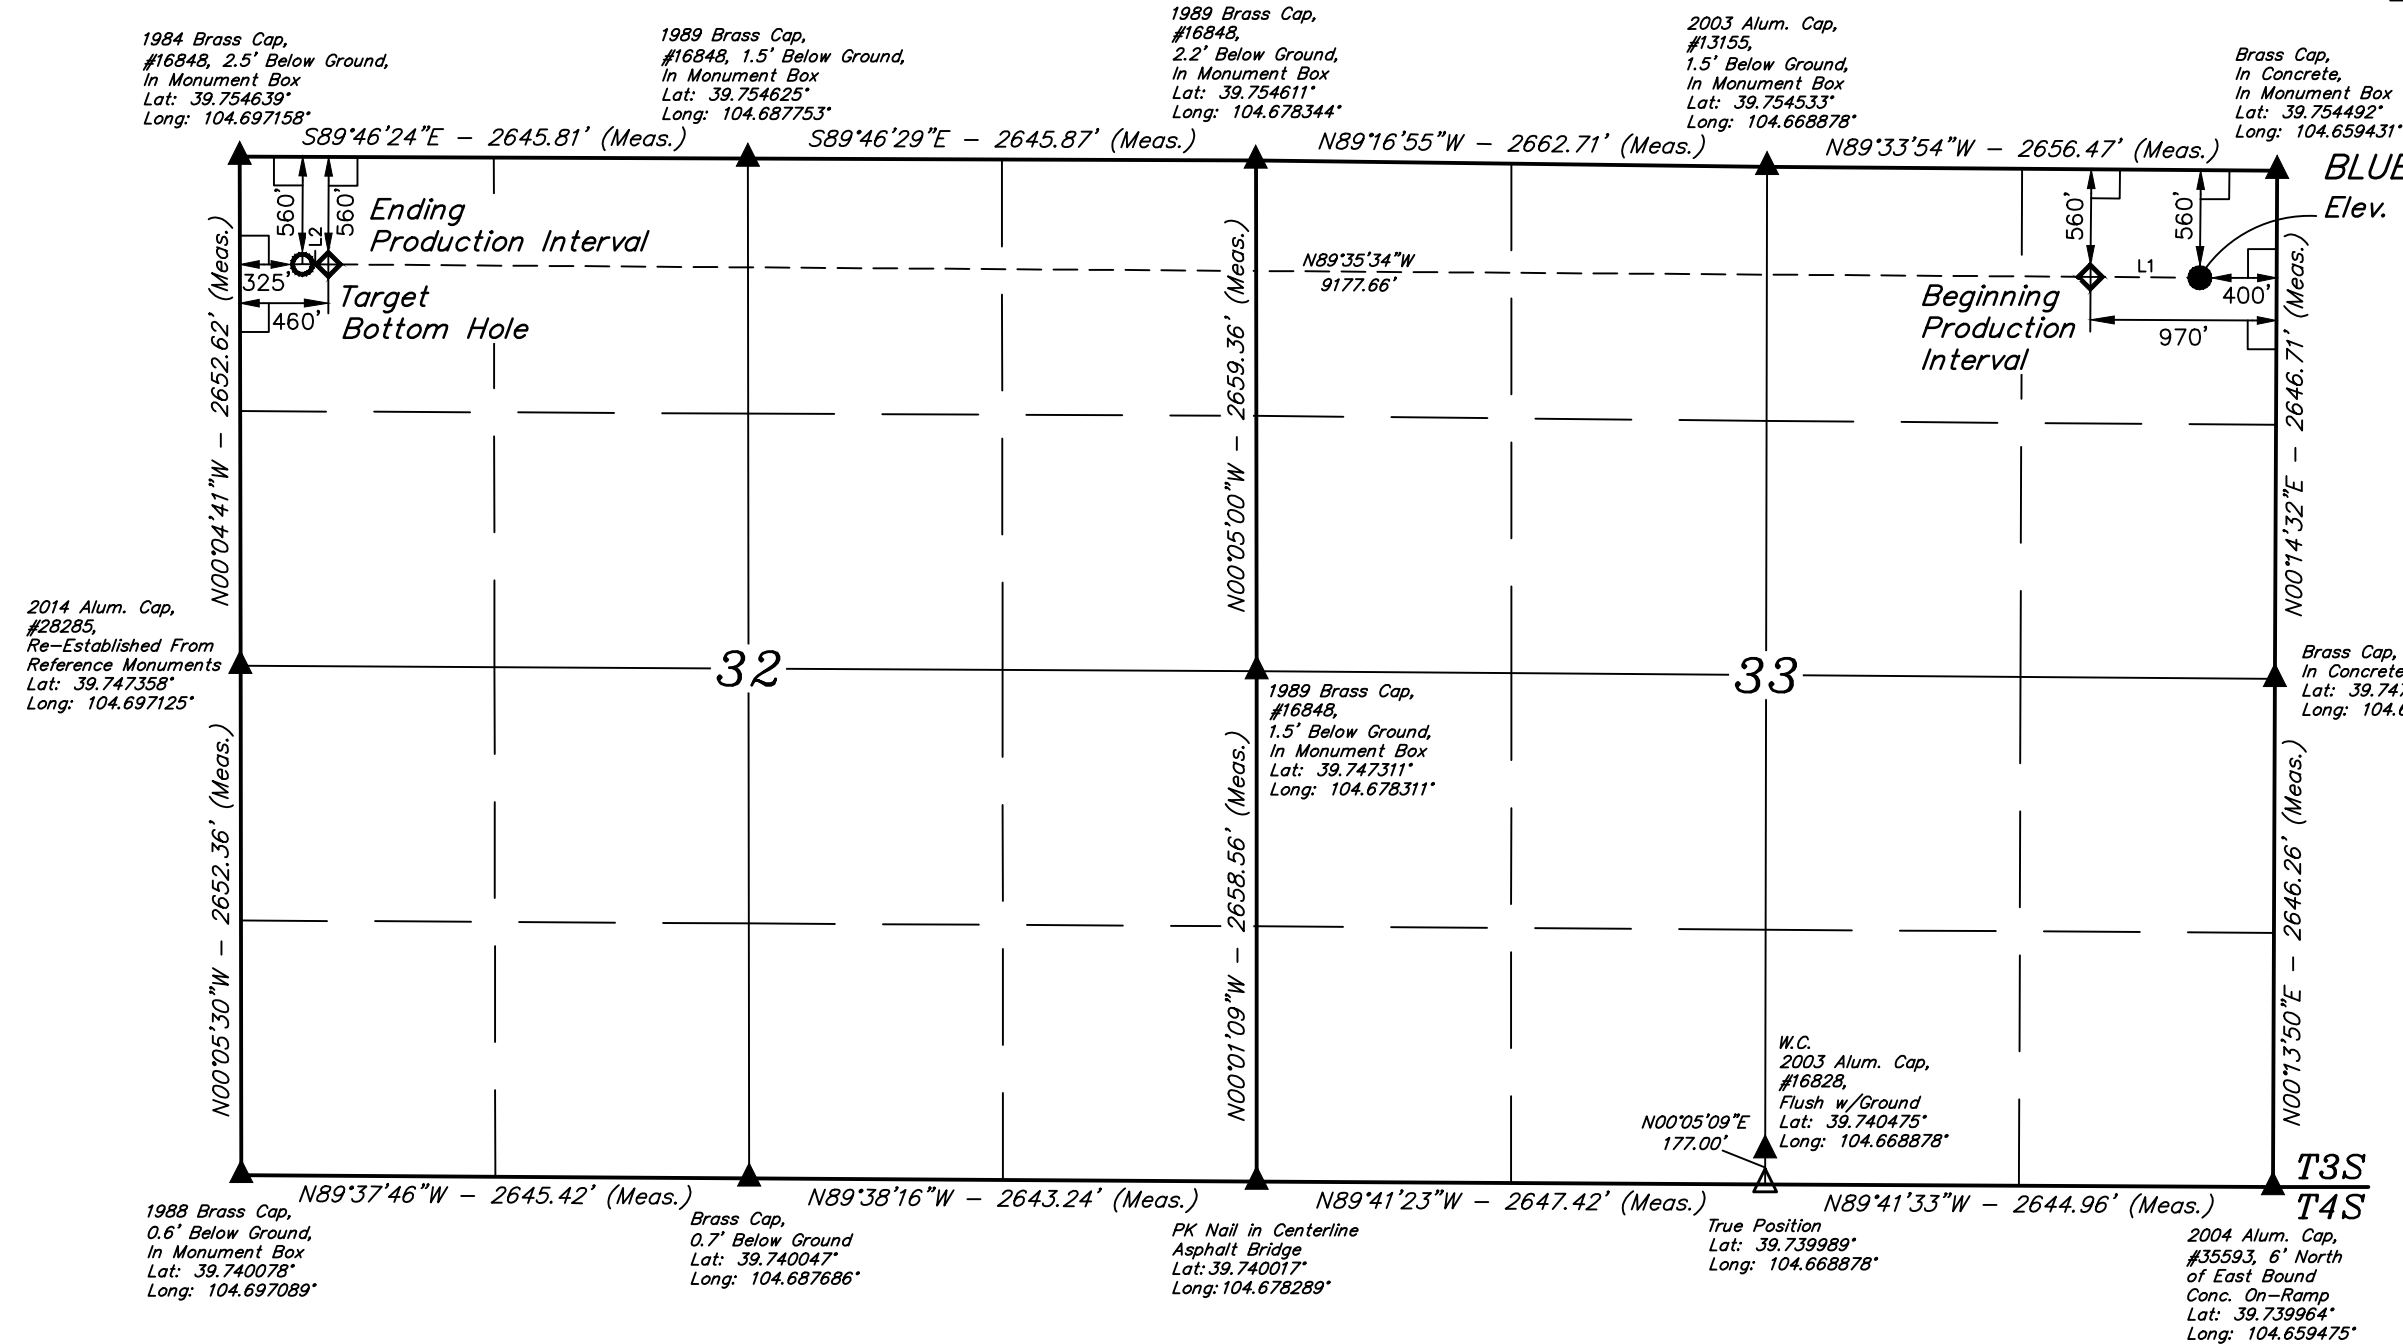 1984 Brass Cap,
#16848, 2.5' Below Ground,
In Monument Box
Lat: 39.754639°
Long: 104.697158°
1989 Brass Cap,
#16848, 1.5' Below Ground,
In Monument Box
Lat: 39.754625°
Long: 104.687753°
1989 Brass Cap,
#16848,
2.2' Below Ground,
In Monument Box
Lat: 39.754611°
Long: 104.678344°
2003 Alum. Cap,
#13155,
1.5' Below Ground,
In Monument Box
Lat: 39.754533°
Long: 104.668878°
Brass Cap,
In Concrete,
In Monument Box
Lat: 39.754492°
Long: 104.659431°
S89°46'24"E – 2645.81' (Meas.)
S89°46'29"E – 2645.87' (Meas.)
N89°16'55"W – 2662.71' (Meas.)
N89°33'54"W – 2656.47' (Meas.)
BLUE
Elev.
560'
L2
560'
Ending
Production Interval
325'
460'
Target
Bottom Hole
N89°35'34"W
9177.66'
560'
560'
L1
400'
970'
Beginning
Production
Interval
N00°04'41"W – 2652.62' (Meas.)
N00°05'00"W – 2659.36' (Meas.)
N00°14'32"E – 2646.71' (Meas.)
2014 Alum. Cap,
#28285,
Re-Established From
Reference Monuments
Lat: 39.747358°
Long: 104.697125°
32
33
1989 Brass Cap,
#16848,
1.5' Below Ground,
In Monument Box
Lat: 39.747311°
Long: 104.678311°
Brass Cap,
In Concrete
Lat: 39.747
Long: 104.6
N00°05'30"W – 2652.36' (Meas.)
N00°01'09"W – 2658.56' (Meas.)
N00°13'50"E – 2646.26' (Meas.)
W.C.
2003 Alum. Cap,
#16828,
Flush w/Ground
Lat: 39.740475°
Long: 104.668878°
N00°05'09"E
177.00'
T3S
T4S
N89°37'46"W – 2645.42' (Meas.)
N89°38'16"W – 2643.24' (Meas.)
N89°41'23"W – 2647.42' (Meas.)
N89°41'33"W – 2644.96' (Meas.)
1988 Brass Cap,
0.6' Below Ground,
In Monument Box
Lat: 39.740078°
Long: 104.697089°
Brass Cap,
0.7' Below Ground
Lat: 39.740047°
Long: 104.687686°
PK Nail in Centerline
Asphalt Bridge
Lat: 39.740017°
Long: 104.678289°
True Position
Lat: 39.739989°
Long: 104.668878°
2004 Alum. Cap,
#35593, 6' North
of East Bound
Conc. On-Ramp
Lat: 39.739964°
Long: 104.659475°